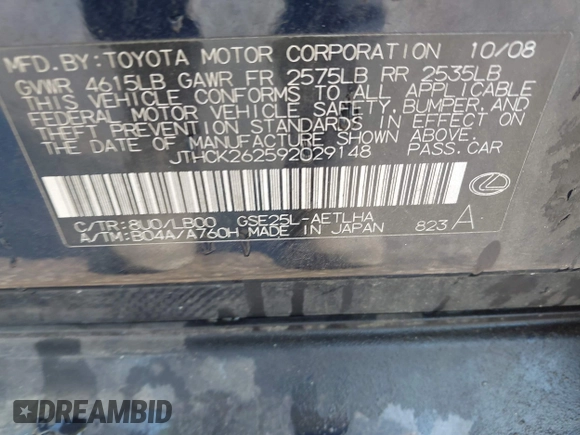 MFD.BY:TOYOTA MOTOR CORPORATION 10/08
GVWR 4615LB GAWR FR 2575LB RR 2535LB
THIS VEHICLE CONFORMS TO ALL APPLICABLE
FEDERAL MOTOR VEHICLE SAFETY, BUMPER, AND
THEFT PREVENTION STANDARDS IN EFFECT ON
THE DATE OF MANUFACTURE SHOWN ABOVE.
JTHCK262592029148 PASS.CAR
C/TR:8U0/LB00 GSE25L-AETLHA
A/TM:B04A/A760H MADE IN JAPAN 823 A
DREAMBID